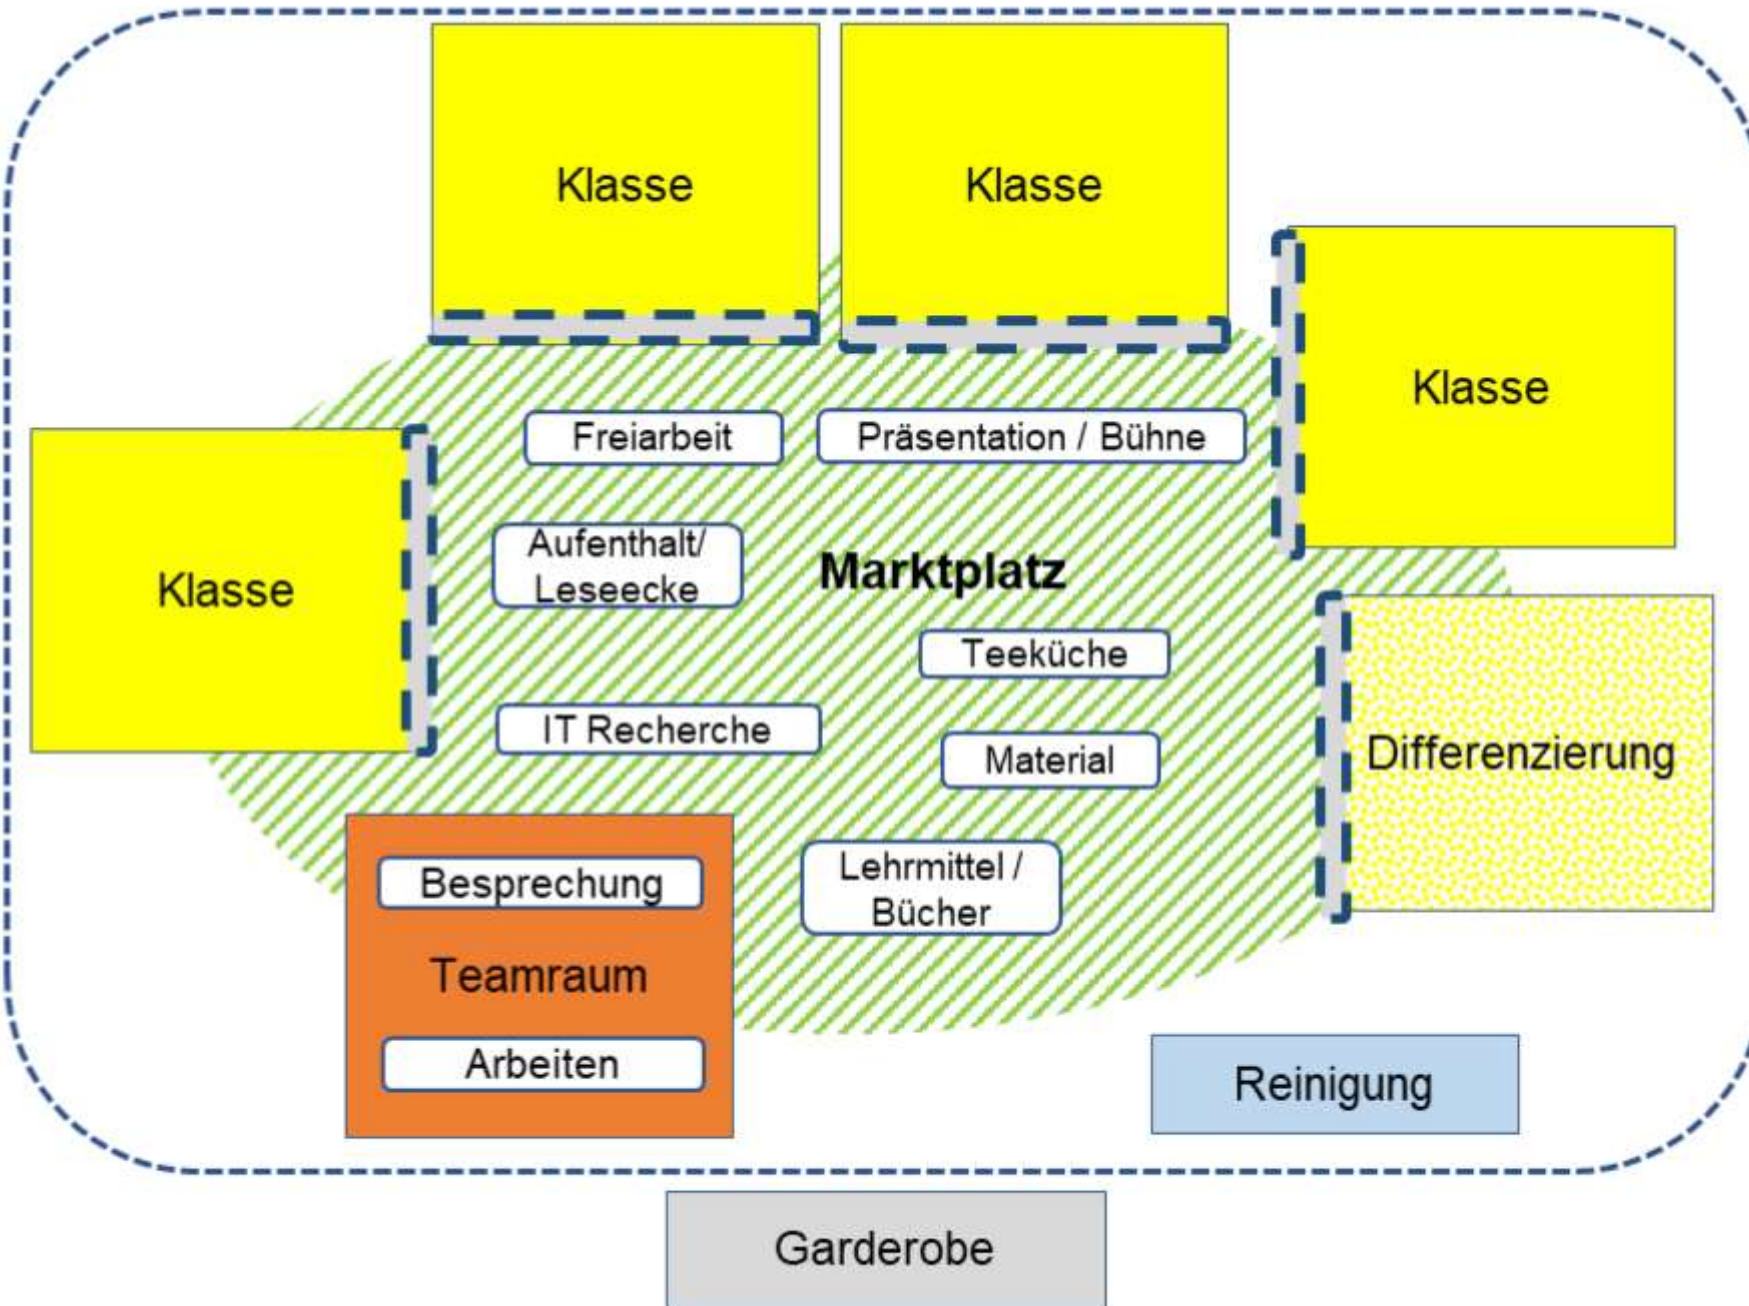 Klasse
Klasse
Klasse
Freiarbeit
Präsentation / Bühne
Aufenthalt/
Leseecke
Marktplatz
Klasse
Teeküche
IT Recherche
Material
Differenzierung
Lehrmittel /
Bücher
Besprechung
Teamraum
Arbeiten
Reinigung
Garderobe